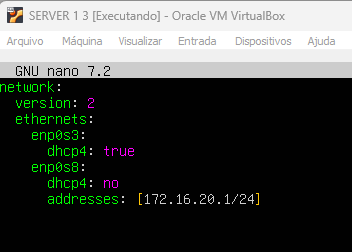 SERVER 1 3 [Executando] - Oracle VM VirtualBox
Arquivo Máquina Visualizar Entrada Dispositivos Ajuda
GNU nano 7.2
network:
  version: 2
  ethernets:
    enp0s3:
      dhcp4: true
    enp0s8:
      dhcp4: no
      addresses: [172.16.20.1/24]